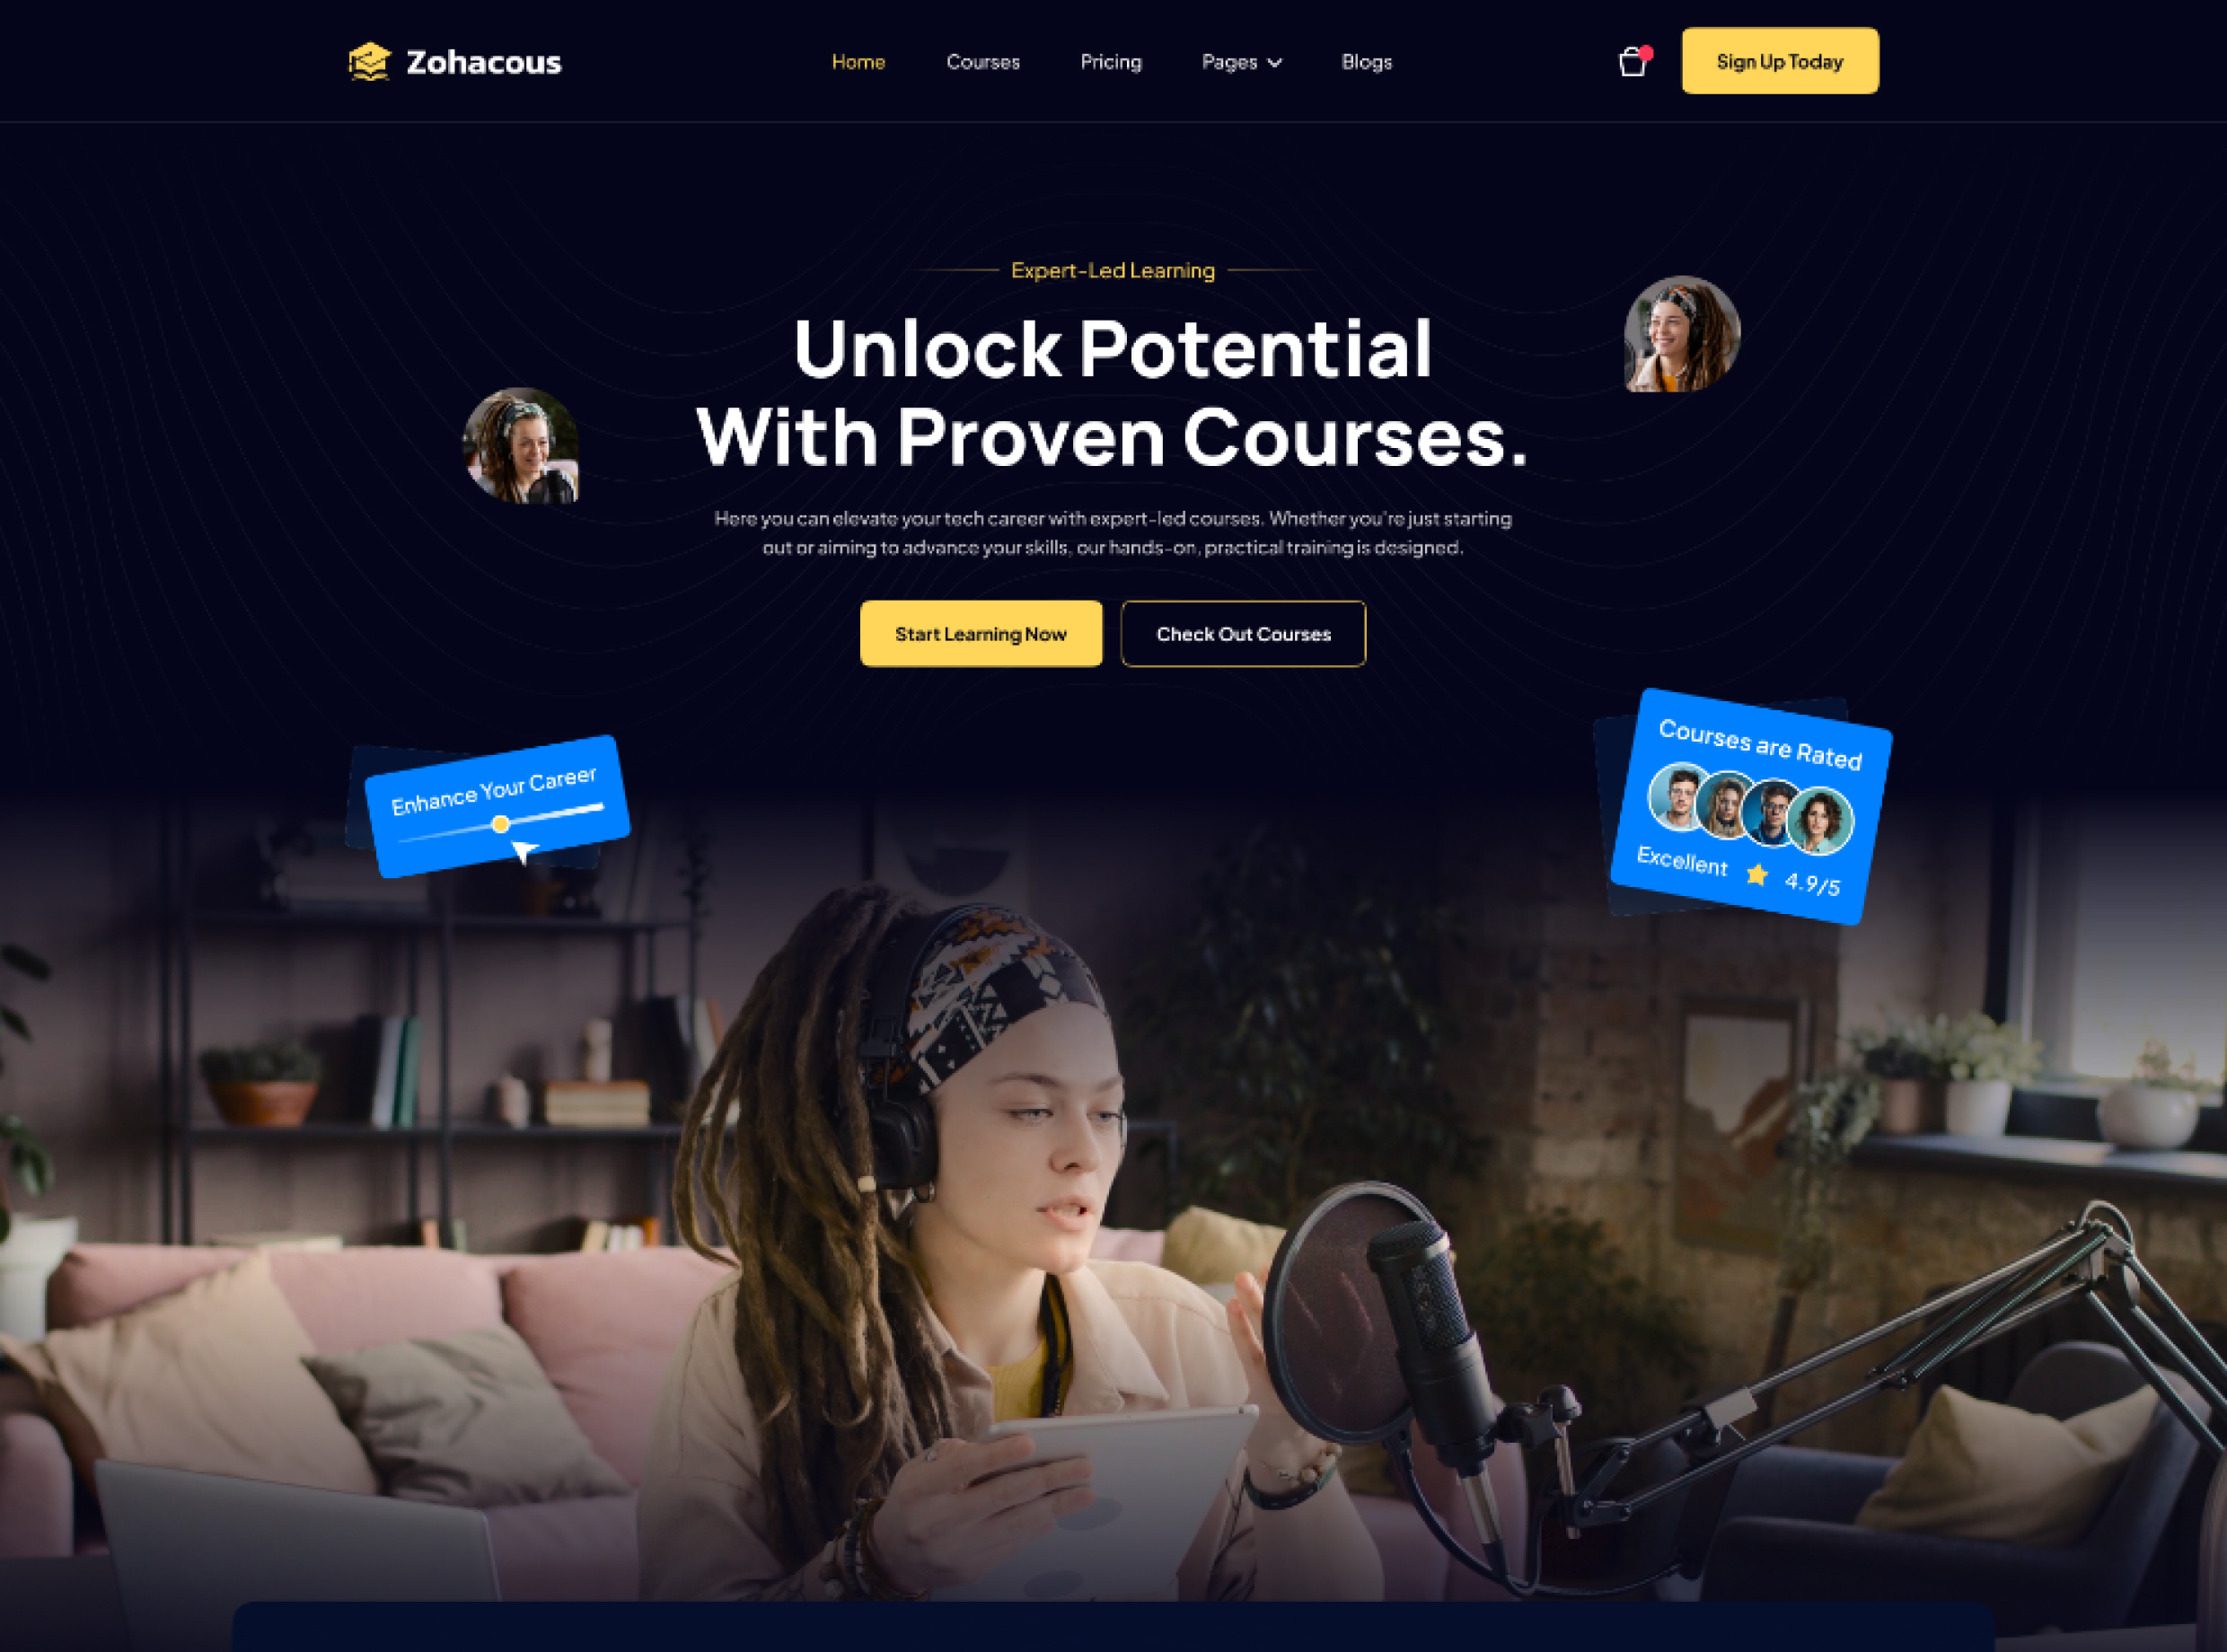 Zohacous
Home
Courses
Pricing
Pages
Blogs
Sign Up Today
Expert-Led Learning
Unlock Potential
With Proven Courses.
Here you can elevate your tech career with expert-led courses. Whether you're just starting
out or aiming to advance your skills, our hands-on, practical training is designed.
Start Learning Now
Check Out Courses
Enhance Your Career
Courses are Rated
Excellent 4.9/5